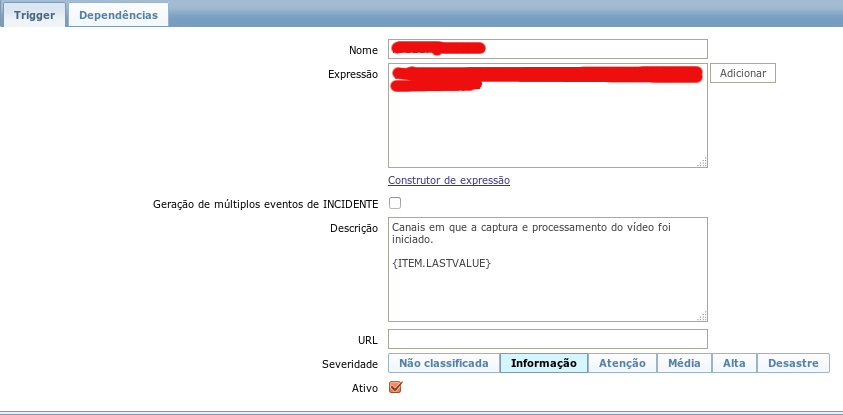 Trigger Dependências
Nome
Expressão Adicionar
Construtor de expressão
Geração de múltiplos eventos de INCIDENTE
Descrição Canais em que a captura e processamento do vídeo foi
iniciado.
{ITEM.LASTVALUE}
URL
Severidade Não classificada Informação Atenção Média Alta Desastre
Ativo